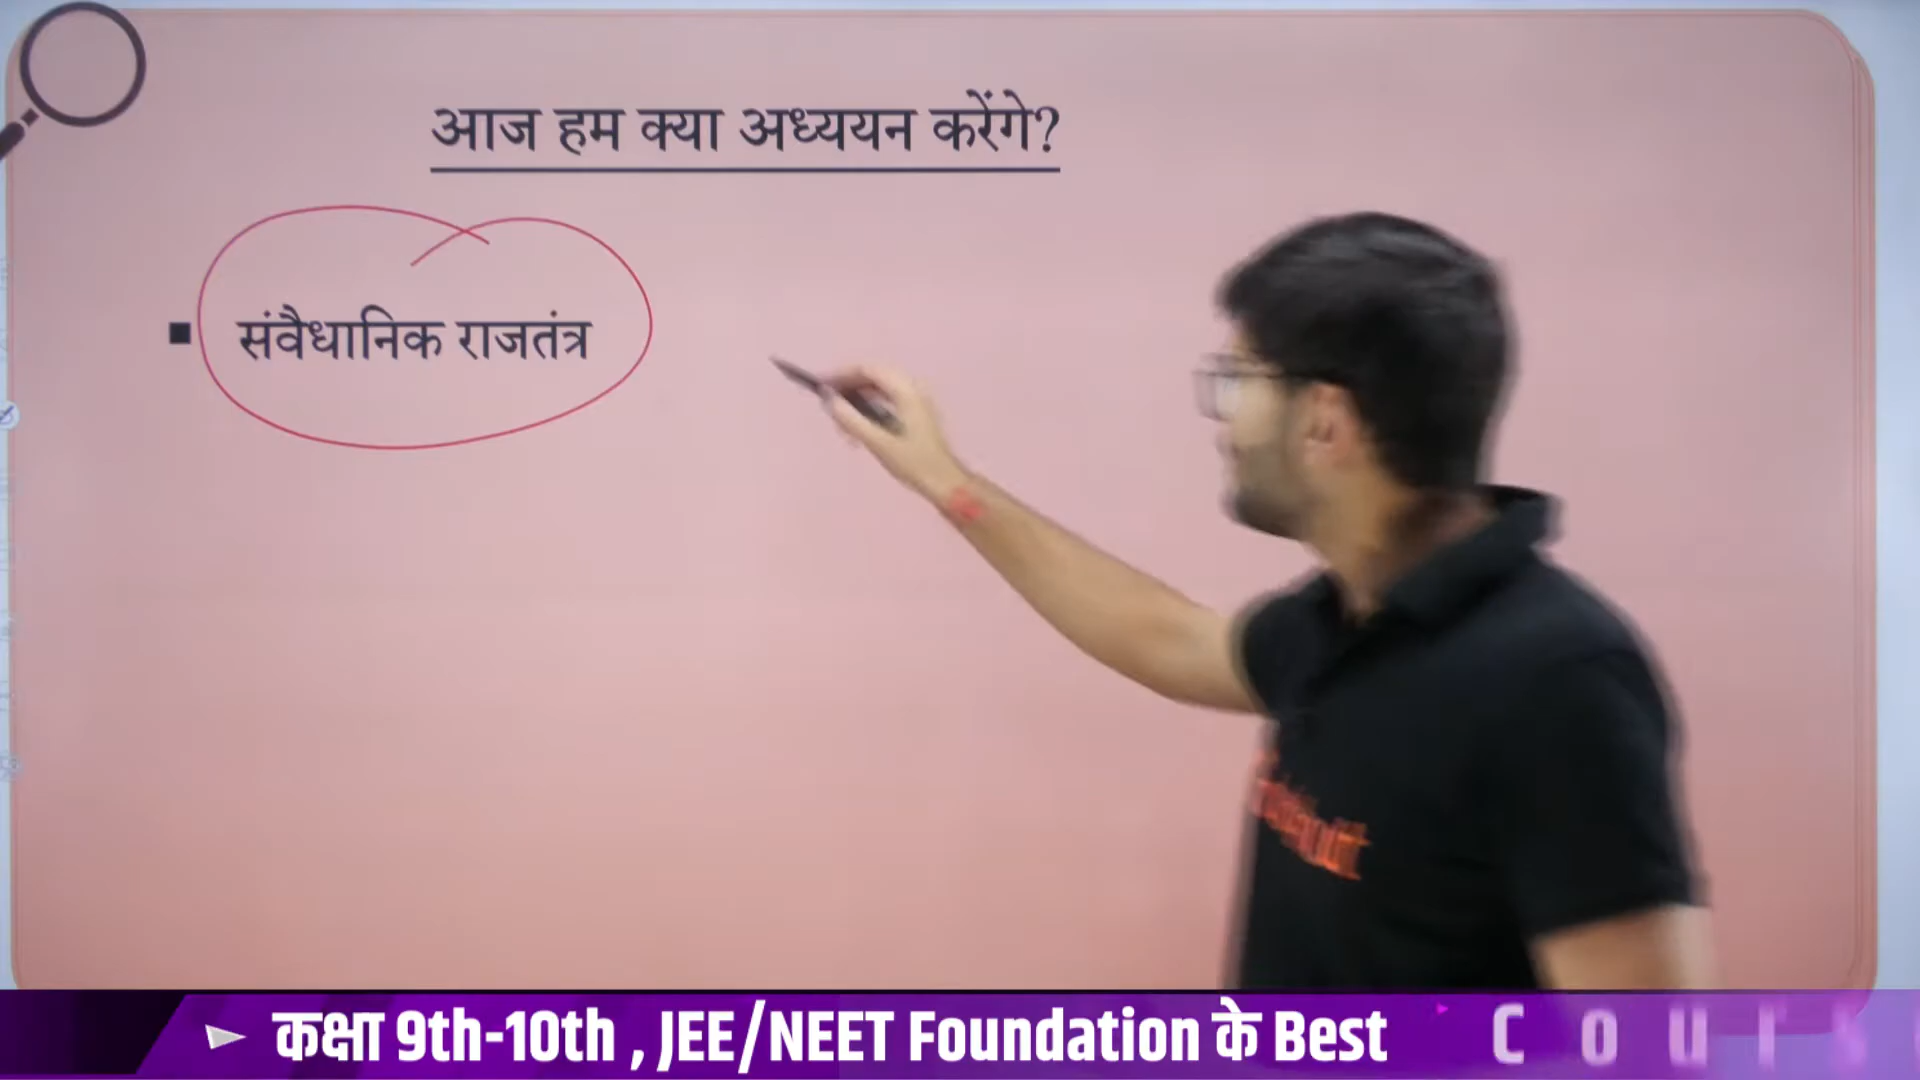 आज हम क्या अध्ययन करेंगे?
▪ संवैधानिक राजतंत्र
कक्षा 9th-10th , JEE/NEET Foundation के Best